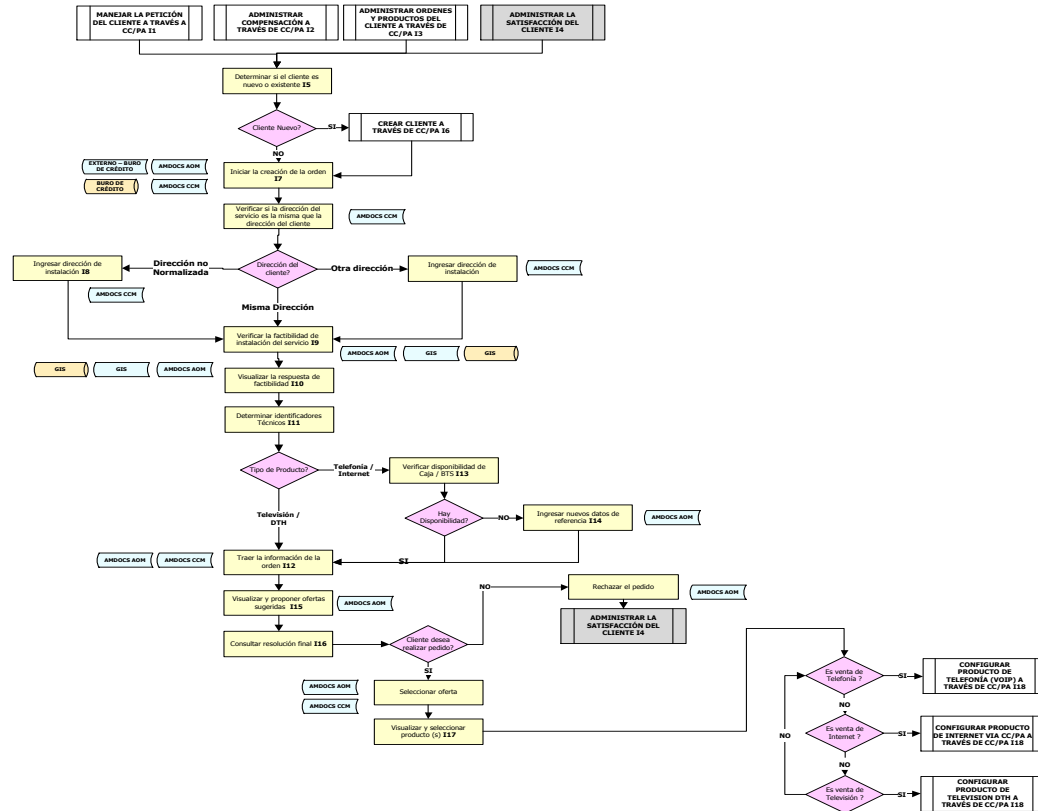 MANEJAR LA PETICIÓN
DEL CLIENTE A TRAVÉS A
CC/PA I1
ADMINISTRAR
COMPENSACIÓN A
TRAVÉS DE CC/PA I2
ADMINISTRAR ORDENES
Y PRODUCTOS DEL
CLIENTE A TRAVÉS DE
CC/PA I3
ADMINISTRAR LA
SATISFACCIÓN DEL
CLIENTE I4
Determinar si el cliente es
nuevo o existente I5
Cliente Nuevo?
SI
CREAR CLIENTE A
TRAVÉS DE CC/PA I6
NO
EXTERNO – BURO
DE CRÉDITO
AMDOCS AOM
Iniciar la creación de la orden
I7
BURO DE
CRÉDITO
AMDOCS CCM
Verificar si la dirección del
servicio es la misma que la
dirección del cliente
AMDOCS CCM
Ingresar dirección de
instalación I8
Dirección no
Normalizada
Dirección del
cliente?
Otra dirección
Ingresar dirección de
instalación
AMDOCS CCM
AMDOCS CCM
Misma Dirección
Verificar la factibilidad de
instalación del servicio I9
AMDOCS AOM
GIS
GIS
GIS
GIS
AMDOCS AOM
Visualizar la respuesta de
factibilidad I10
Determinar identificadores
Técnicos I11
Tipo de Producto?
Telefonía /
Internet
Verificar disponibilidad de
Caja / BTS I13
Televisión /
DTH
Hay
Disponibilidad?
NO
Ingresar nuevos datos de
referencia I14
AMDOCS AOM
AMDOCS AOM
AMDOCS CCM
Traer la información de la
orden I12
SI
Visualizar y proponer ofertas
sugeridas I15
AMDOCS AOM
NO
Rechazar el pedido
AMDOCS AOM
ADMINISTRAR LA
SATISFACCIÓN DEL
CLIENTE I4
Consultar resolución final I16
Cliente desea
realizar pedido?
SI
AMDOCS AOM
AMDOCS CCM
Seleccionar oferta
Visualizar y seleccionar
producto (s) I17
Es venta de
Telefonía ?
SI
CONFIGURAR
PRODUCTO DE
TELEFONÍA (VOIP) A
TRAVÉS DE CC/PA I18
NO
Es venta de
Internet ?
SI
CONFIGURAR PRODUCTO
DE INTERNET VIA CC/PA A
TRAVÉS DE CC/PA I18
NO
NO
Es venta de
Televisión ?
SI
CONFIGURAR
PRODUCTO DE
TELEVISION DTH A
TRAVÉS DE CC/PA I18